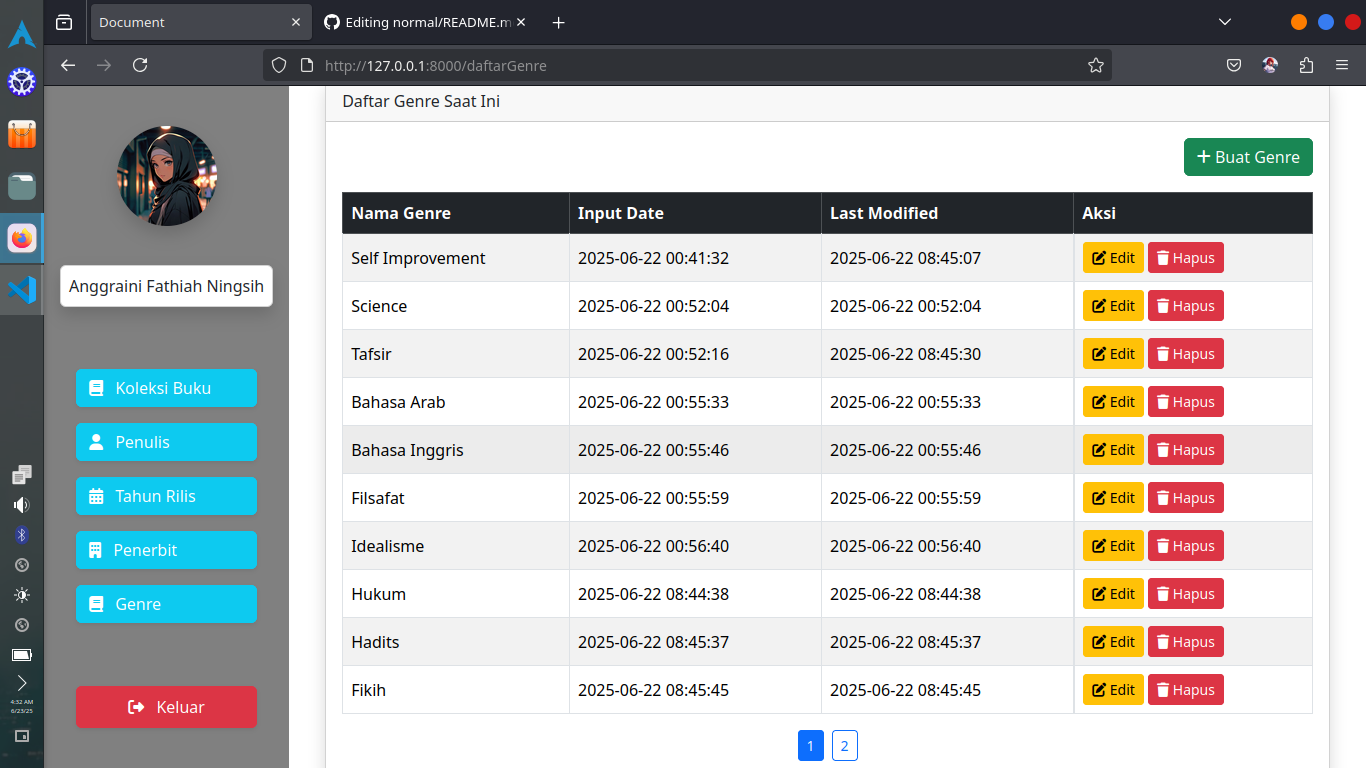 Document
Editing normal/README.m
http://127.0.0.1:8000/daftarGenre
Anggraini Fathiah Ningsih
Koleksi Buku
Penulis
Tahun Rilis
Penerbit
Genre
Keluar
4:32 AM
6/23/25
Daftar Genre Saat Ini
+ Buat Genre
Nama Genre Input Date Last Modified Aksi
Self Improvement 2025-06-22 00:41:32 2025-06-22 08:45:07 Edit Hapus
Science 2025-06-22 00:52:04 2025-06-22 00:52:04 Edit Hapus
Tafsir 2025-06-22 00:52:16 2025-06-22 08:45:30 Edit Hapus
Bahasa Arab 2025-06-22 00:55:33 2025-06-22 00:55:33 Edit Hapus
Bahasa Inggris 2025-06-22 00:55:46 2025-06-22 00:55:46 Edit Hapus
Filsafat 2025-06-22 00:55:59 2025-06-22 00:55:59 Edit Hapus
Idealisme 2025-06-22 00:56:40 2025-06-22 00:56:40 Edit Hapus
Hukum 2025-06-22 08:44:38 2025-06-22 08:44:38 Edit Hapus
Hadits 2025-06-22 08:45:37 2025-06-22 08:45:37 Edit Hapus
Fikih 2025-06-22 08:45:45 2025-06-22 08:45:45 Edit Hapus
1 2